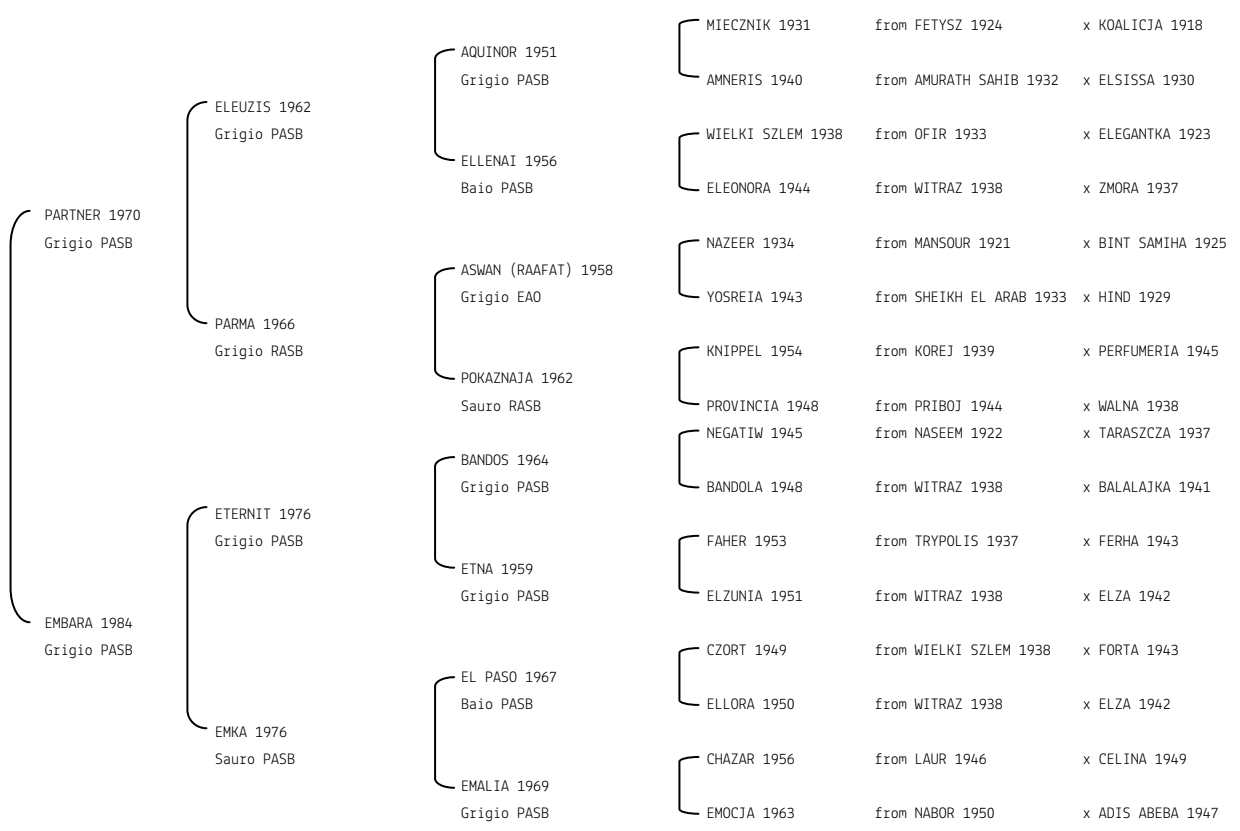 MIECZNIK 1931 from FETYSZ 1924 x KOALICJA 1918
AQUINOR 1951
Grigio PASB AMNERIS 1940 from AMURATH SAHIB 1932 x ELSISSA 1930
ELEUZIS 1962
Grigio PASB WIELKI SZLEM 1938 from OFIR 1933 x ELEGANTKA 1923
ELLENAI 1956
Baio PASB ELEONORA 1944 from WITRAZ 1938 x ZMORA 1937
PARTNER 1970
Grigio PASB NAZEER 1934 from MANSOUR 1921 x BINT SAMIHA 1925
ASWAN (RAAFAT) 1958
Grigio EAO YOSREIA 1943 from SHEIKH EL ARAB 1933 x HIND 1929
PARMA 1966
Grigio RASB KNIPPEL 1954 from KOREJ 1939 x PERFUMERIA 1945
POKAZNAJA 1962
Sauro RASB PROVINCIA 1948 from PRIBOJ 1944 x WALNA 1938
NEGATIW 1945 from NASEEM 1922 x TARASZCZA 1937
BANDOS 1964
Grigio PASB BANDOLA 1948 from WITRAZ 1938 x BALALAJKA 1941
ETERNIT 1976
Grigio PASB FAHER 1953 from TRYPOLIS 1937 x FERHA 1943
ETNA 1959
Grigio PASB ELZUNIA 1951 from WITRAZ 1938 x ELZA 1942
EMBARA 1984
Grigio PASB CZORT 1949 from WIELKI SZLEM 1938 x FORTA 1943
EL PASO 1967
Baio PASB ELLORA 1950 from WITRAZ 1938 x ELZA 1942
EMKA 1976
Sauro PASB CHAZAR 1956 from LAUR 1946 x CELINA 1949
EMALIA 1969
Grigio PASB EMOCJA 1963 from NABOR 1950 x ADIS ABEBA 1947